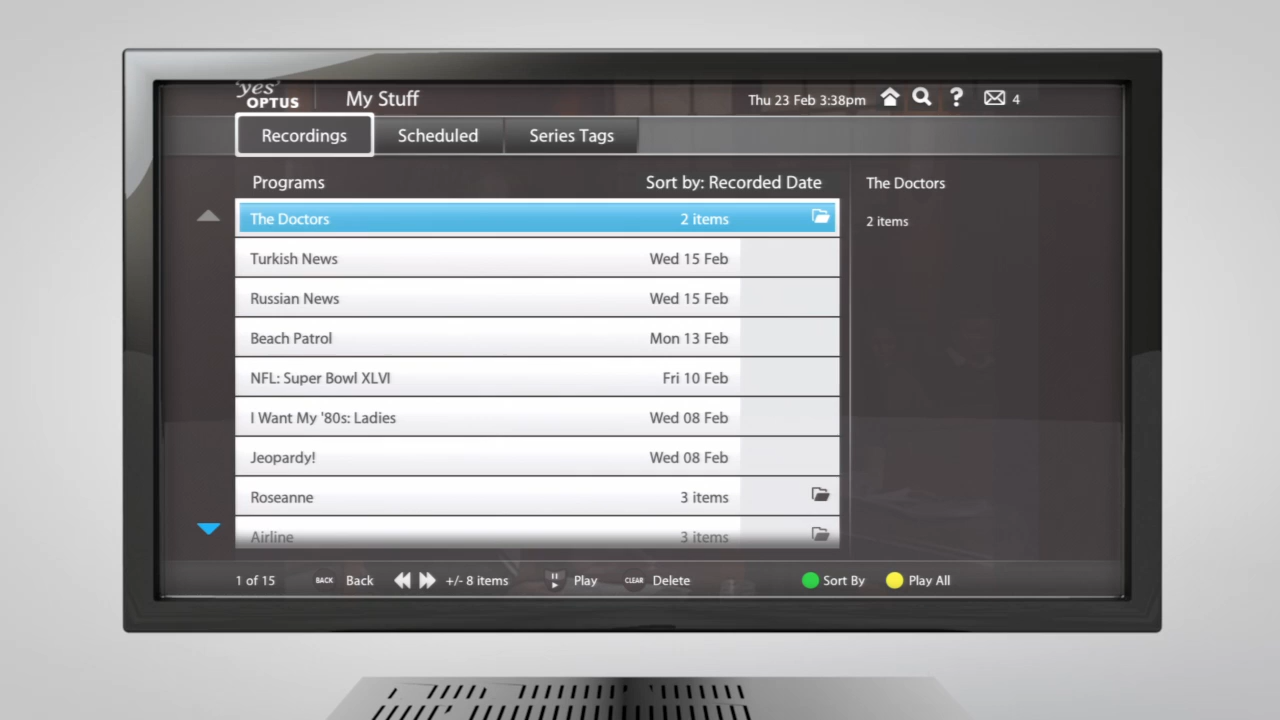 'yes'
OPTUS
My Stuff
Thu 23 Feb 3:38pm
4
Recordings
Scheduled
Series Tags
Programs
Sort by: Recorded Date
The Doctors
The Doctors 2 items
2 items
Turkish News Wed 15 Feb
Russian News Wed 15 Feb
Beach Patrol Mon 13 Feb
NFL: Super Bowl XLVI Fri 10 Feb
I Want My '80s: Ladies Wed 08 Feb
Jeopardy! Wed 08 Feb
Roseanne 3 items
Airline 3 items
1 of 15 BACK Back +/- 8 items Play CLEAR Delete Sort By Play All